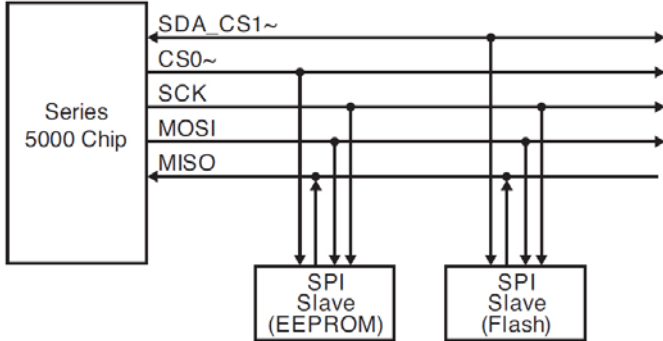 SDA_CS1~
CS0~
SCK
MOSI
MISO
Series
5000 Chip
SPI
Slave
(EEPROM)
SPI
Slave
(Flash)